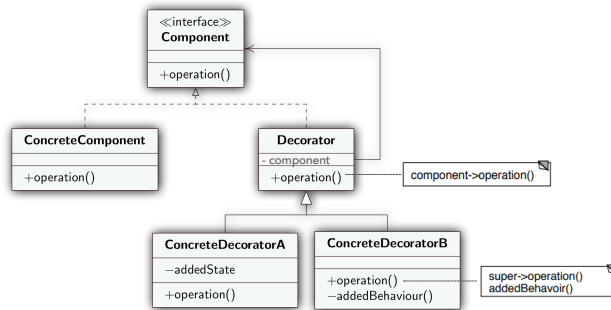 ≪interface≫
Component
+operation()
ConcreteComponent
+operation()
Decorator
- component
+operation()
component->operation()
ConcreteDecoratorA
−addedState
+operation()
ConcreteDecoratorB
+operation()
−addedBehaviour()
super->operation()
addedBehavoir()